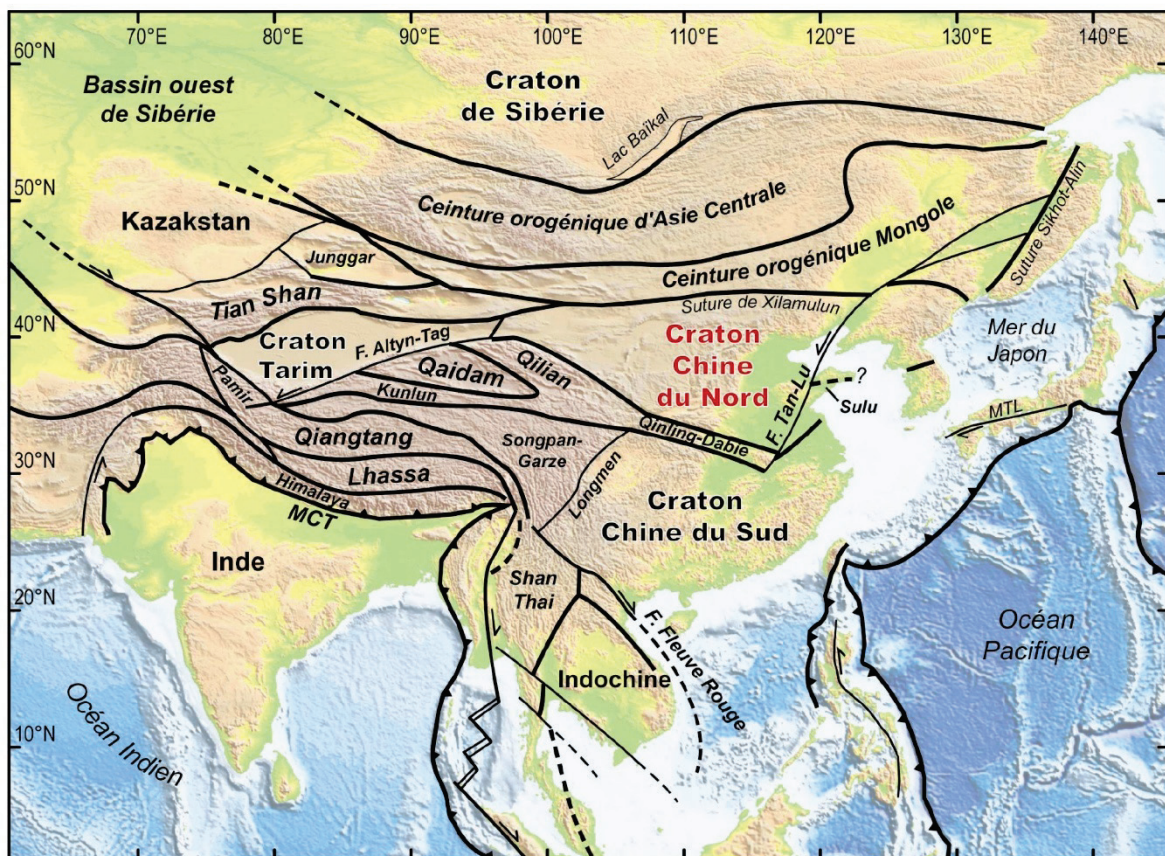 70°E
80°E
90°E
100°E
110°E
120°E
130°E
140°E
60°N
50°N
40°N
30°N
20°N
10°N
Bassin ouest
de Sibérie
Craton
de Sibérie
Lac Baïkal
Ceinture orogénique d'Asie Centrale
Kazakstan
Junggar
Ceinture orogénique Mongole
Suture Sikhot-Alin
Tian Shan
Suture de Xilamulun
Craton
Tarim
F. Altyn-Tag
Craton
Chine
du Nord
Mer du
Japon
Pamir
Qaidam
Qilian
Kunlun
F. Tan-Lu
?
Sulu
MTL
Qiangtang
Songpan-
Garze
Qinling-Dabie
Lhassa
Longmen
Himalaya
MCT
Craton
Chine du Sud
Inde
Shan
Thai
F. Fleuve Rouge
Indochine
Océan
Pacifique
Océan Indien